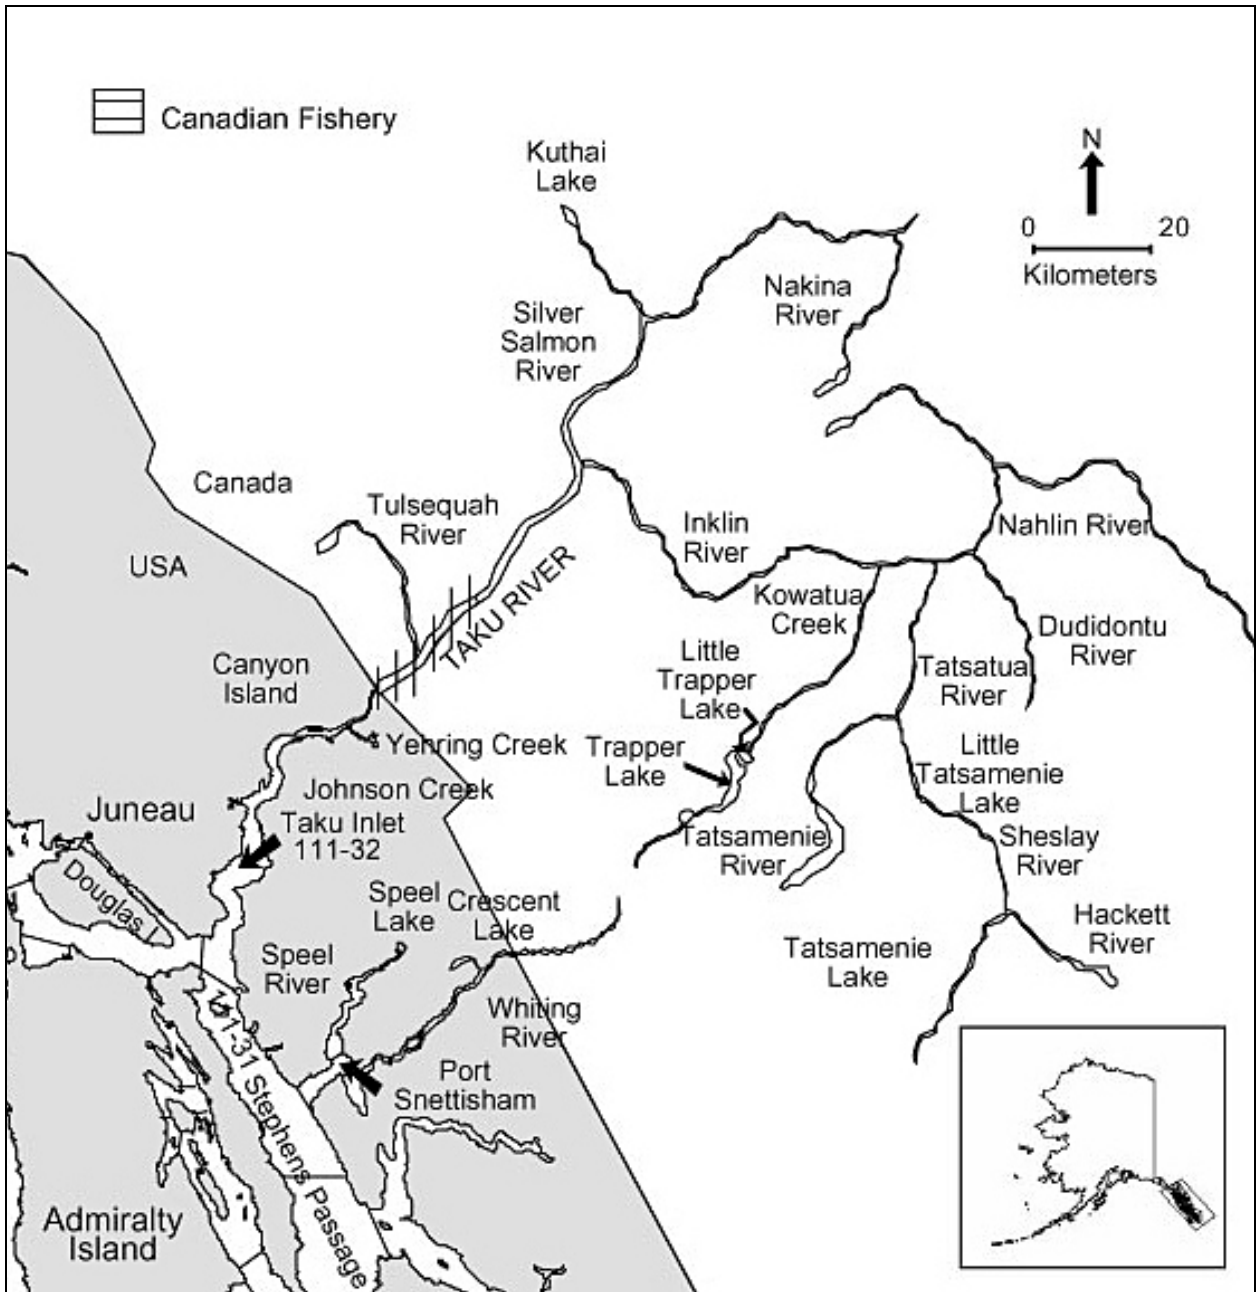 Canadian Fishery
N
0 20
Kilometers
Kuthai
Lake
Nakina
River
Silver
Salmon
River
Canada
Tulsequah
River
Inklin
River
Nahlin River
USA
TAKU RIVER
Kowatua
Creek
Dudidontu
River
Canyon
Island
Little
Trapper
Lake
Tatsatua
River
Yehring Creek
Trapper
Lake
Little
Tatsamenie
Lake
Johnson Creek
Juneau
Taku Inlet
111-32
Tatsamenie
River
Sheslay
River
Douglas I
Speel
Lake
Crescent
Lake
Hackett
River
Speel
River
Tatsamenie
Lake
Whiting
River
111-31 Stephens Passage
Port
Snettisham
Admiralty
Island